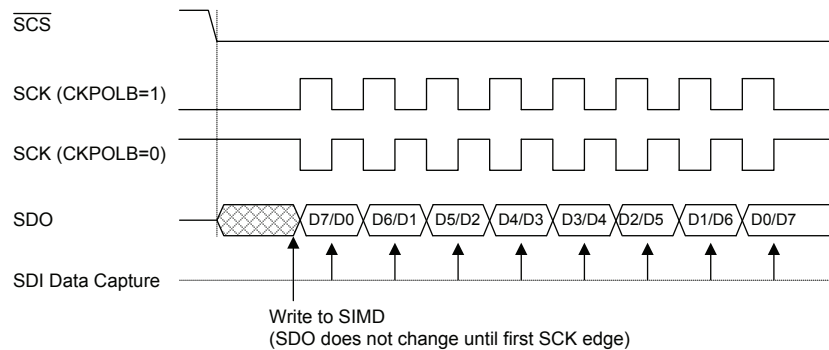 SCS
SCK (CKPOLB=1)
SCK (CKPOLB=0)
SDO
D7/D0 D6/D1 D5/D2 D4/D3 D3/D4 D2/D5 D1/D6 D0/D7
SDI Data Capture
Write to SIMD
(SDO does not change until first SCK edge)